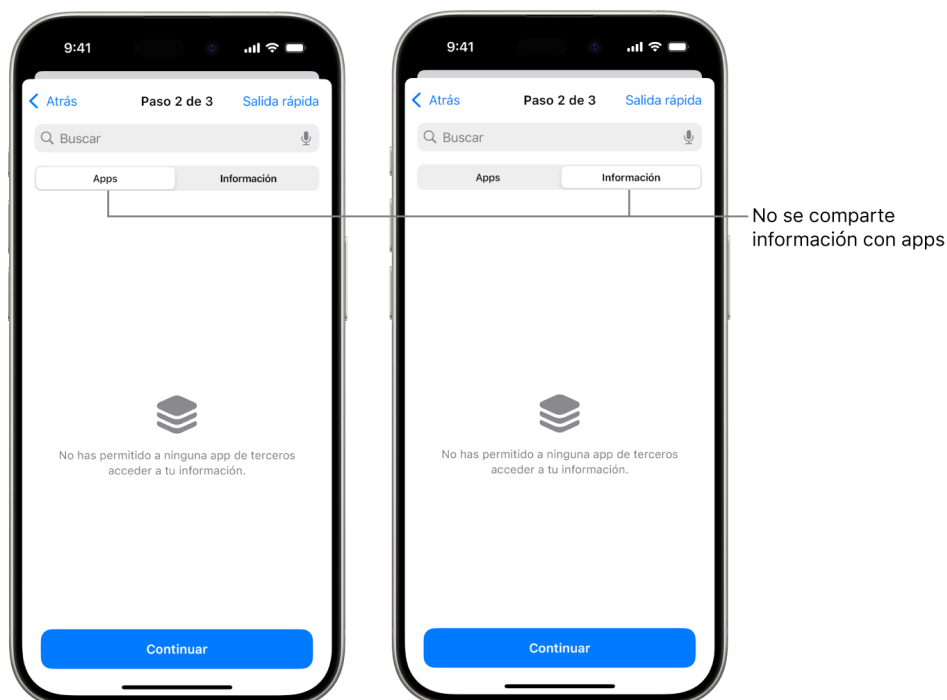 9:41
Atrás
Paso 2 de 3
Salida rápida
Buscar
Apps
Información
No has permitido a ninguna app de terceros
acceder a tu información.
Continuar
9:41
Atrás
Paso 2 de 3
Salida rápida
Buscar
Apps
Información
No has permitido a ninguna app de terceros
acceder a tu información.
Continuar
No se comparte
información con apps